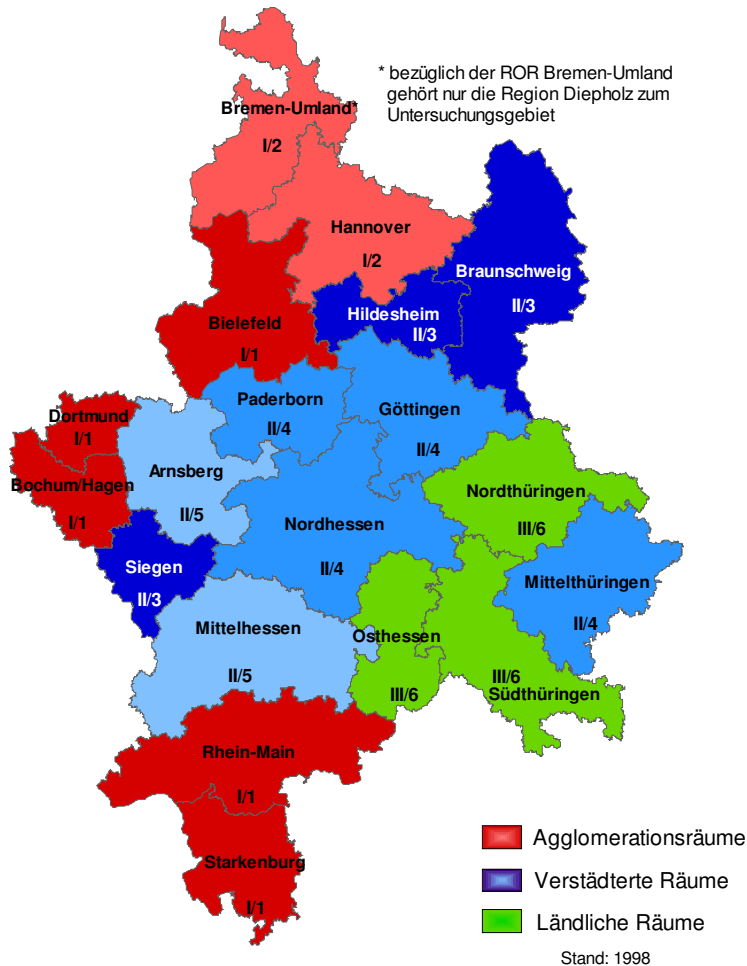 * bezüglich der ROR Bremen-Umland
gehört nur die Region Diepholz zum
Untersuchungsgebiet
Bremen-Umland*
I/2
Hannover
I/2
Braunschweig
II/3
Hildesheim
II/3
Bielefeld
I/1
Paderborn
II/4
Göttingen
II/4
Dortmund
I/1
Arnsberg
II/5
Bochum/Hagen
I/1
Nordthüringen
III/6
Nordhessen
II/4
Siegen
II/3
Mittelthüringen
II/4
Mittelhessen
II/5
Osthessen
III/6
III/6
Südthüringen
Rhein-Main
I/1
Starkenburg
I/1
Agglomerationsräume
Verstädterte Räume
Ländliche Räume
Stand: 1998